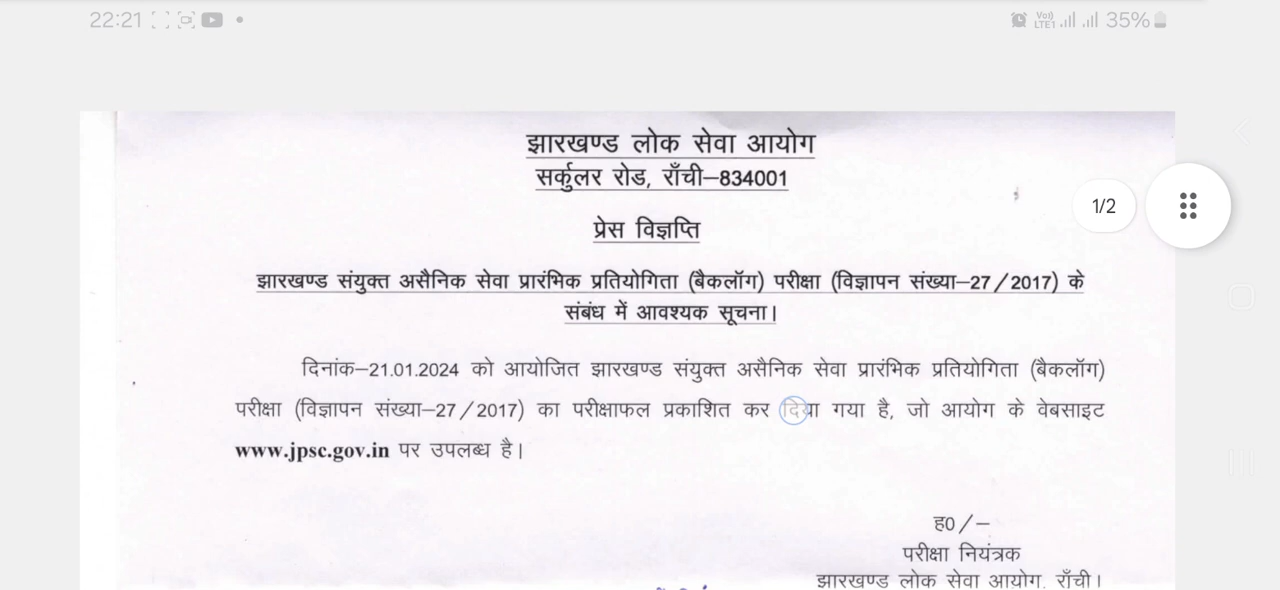 22:21
Vo)) LTE1 35%
झारखण्ड लोक सेवा आयोग
सर्कुलर रोड, राँची–834001
1/2
प्रेस विज्ञप्ति
झारखण्ड संयुक्त असैनिक सेवा प्रारंभिक प्रतियोगिता (बैकलॉग) परीक्षा (विज्ञापन संख्या–27/2017) के
संबंध में आवश्यक सूचना।
दिनांक–21.01.2024 को आयोजित झारखण्ड संयुक्त असैनिक सेवा प्रारंभिक प्रतियोगिता (बैकलॉग)
परीक्षा (विज्ञापन संख्या–27/2017) का परीक्षाफल प्रकाशित कर दिया गया है, जो आयोग के वेबसाइट
www.jpsc.gov.in पर उपलब्ध है।
ह0/–
परीक्षा नियंत्रक
झारखण्ड लोक सेवा आयोग, राँची।